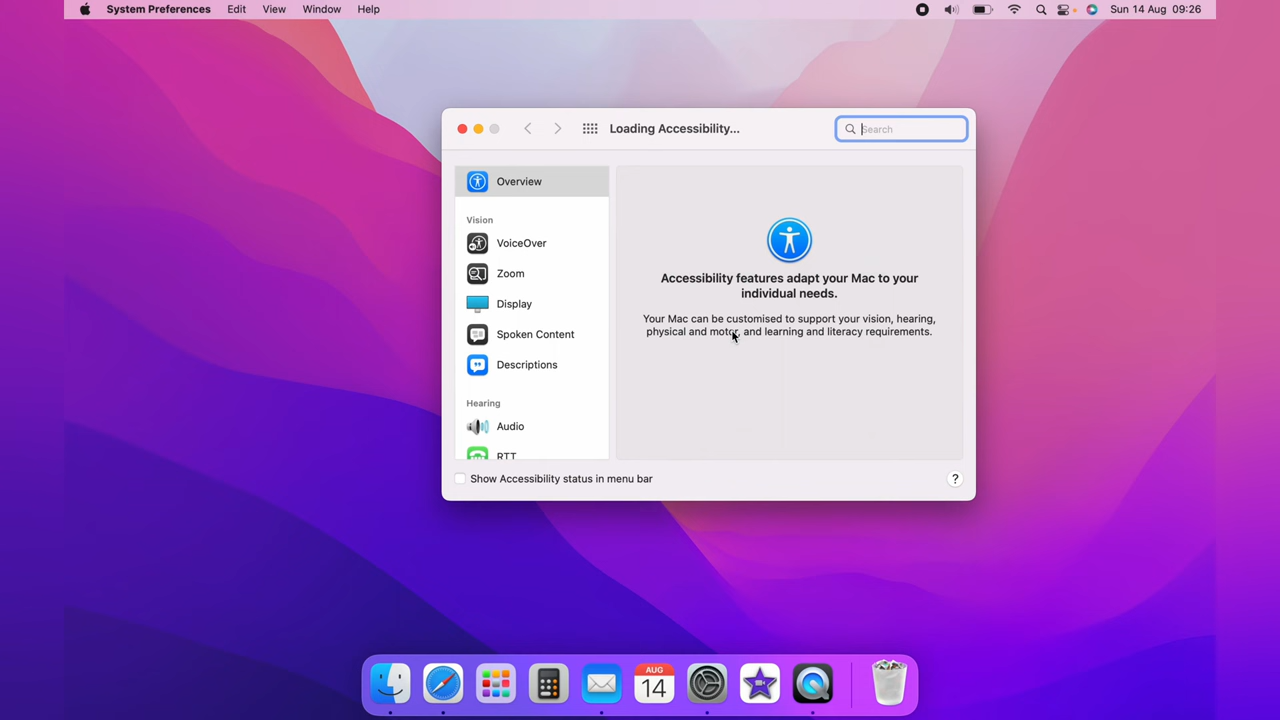 System Preferences Edit View Window Help Sun 14 Aug 09:26
Loading Accessibility...
Search
Overview
Vision
VoiceOver
Zoom
Display
Spoken Content
Descriptions
Hearing
Audio
RTT
Accessibility features adapt your Mac to your
individual needs.
Your Mac can be customised to support your vision, hearing,
physical and motor, and learning and literacy requirements.
Show Accessibility status in menu bar
?
AUG
14